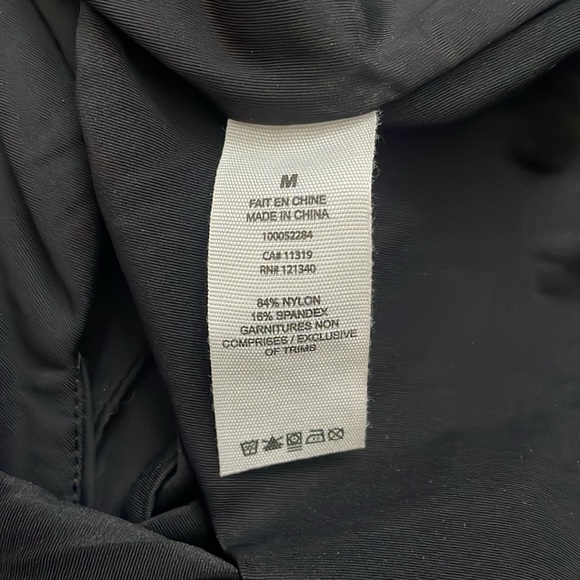 M
FAIT EN CHINE
MADE IN CHINA
100052284
CA# 11319
RN# 121340
84% NYLON
16% SPANDEX
GARNITURES NON
COMPRISES / EXCLUSIVE
OF TRIMS